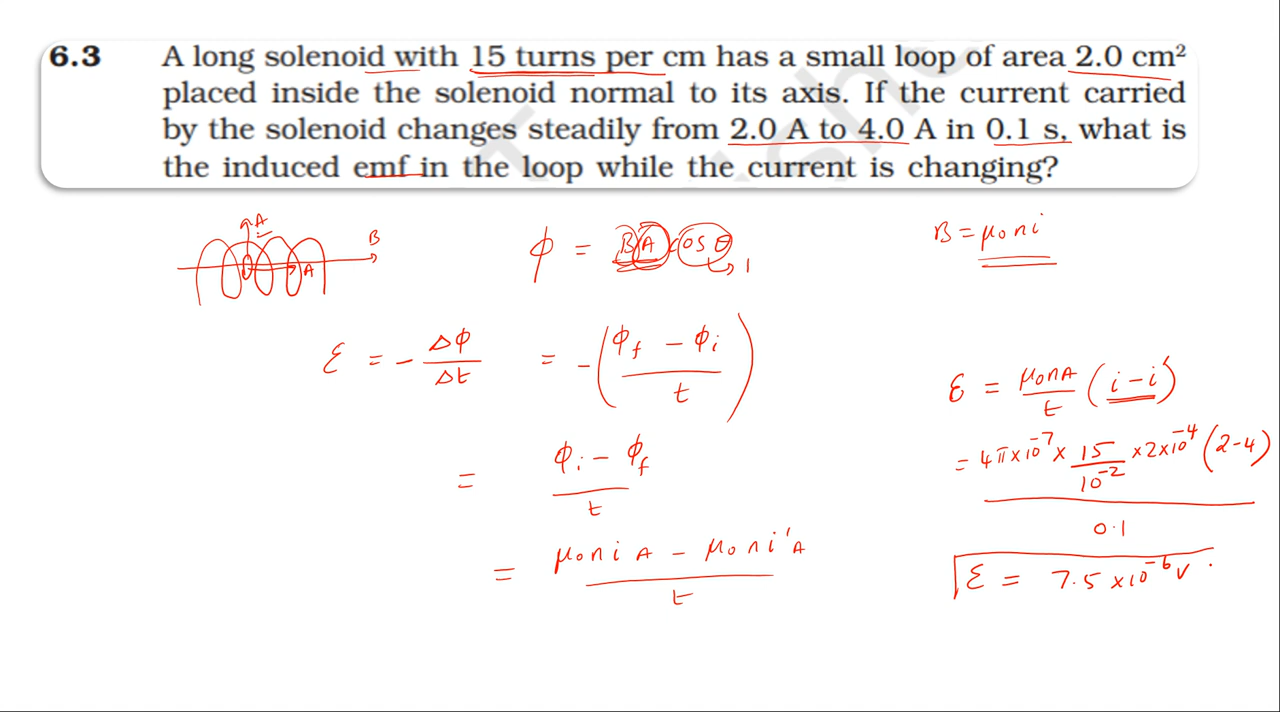 6.3 A long solenoid with 15 turns per cm has a small loop of area 2.0 cm²
placed inside the solenoid normal to its axis. If the current carried
by the solenoid changes steadily from 2.0 A to 4.0 A in 0.1 s, what is
the induced emf in the loop while the current is changing?
A
B
A
ϕ = BA cos θ
1
B = μ₀ni
ε = - Δϕ/Δt = -((ϕf - ϕi)/t)
= (ϕi - ϕf)/t
= (μ₀niA - μ₀ni'A)/t
ε = μ₀nA/t (i-i')
= 4π×10⁻⁷ × 15/10⁻² × 2×10⁻⁴ (2-4)
0.1
ε = 7.5×10⁻⁶ V.